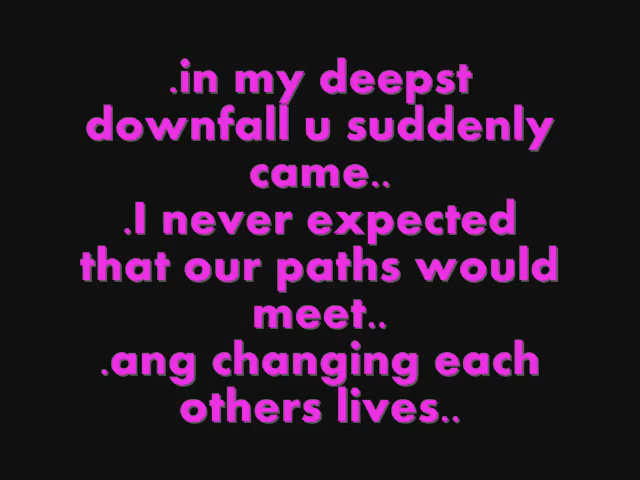 .in my deepst
downfall u suddenly
came..
.I never expected
that our paths would
meet..
.ang changing each
others lives..